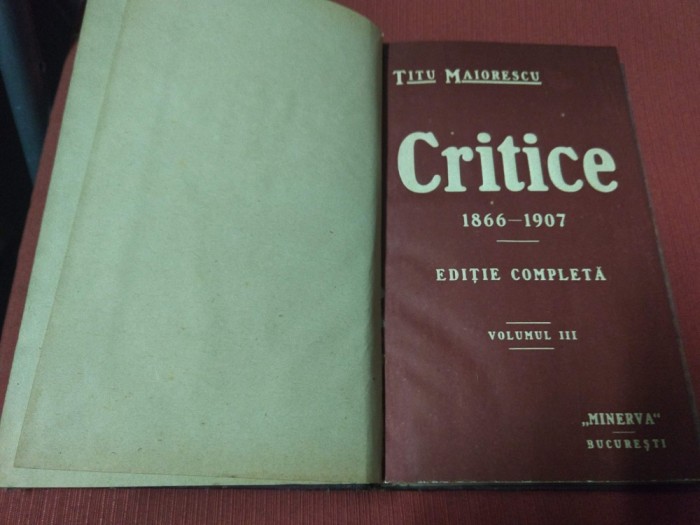 TITU MAIORESCU
Critice
1866—1907
EDIȚIE COMPLETĂ
VOLUMUL III
„MINERVA“
BUCUREȘTI